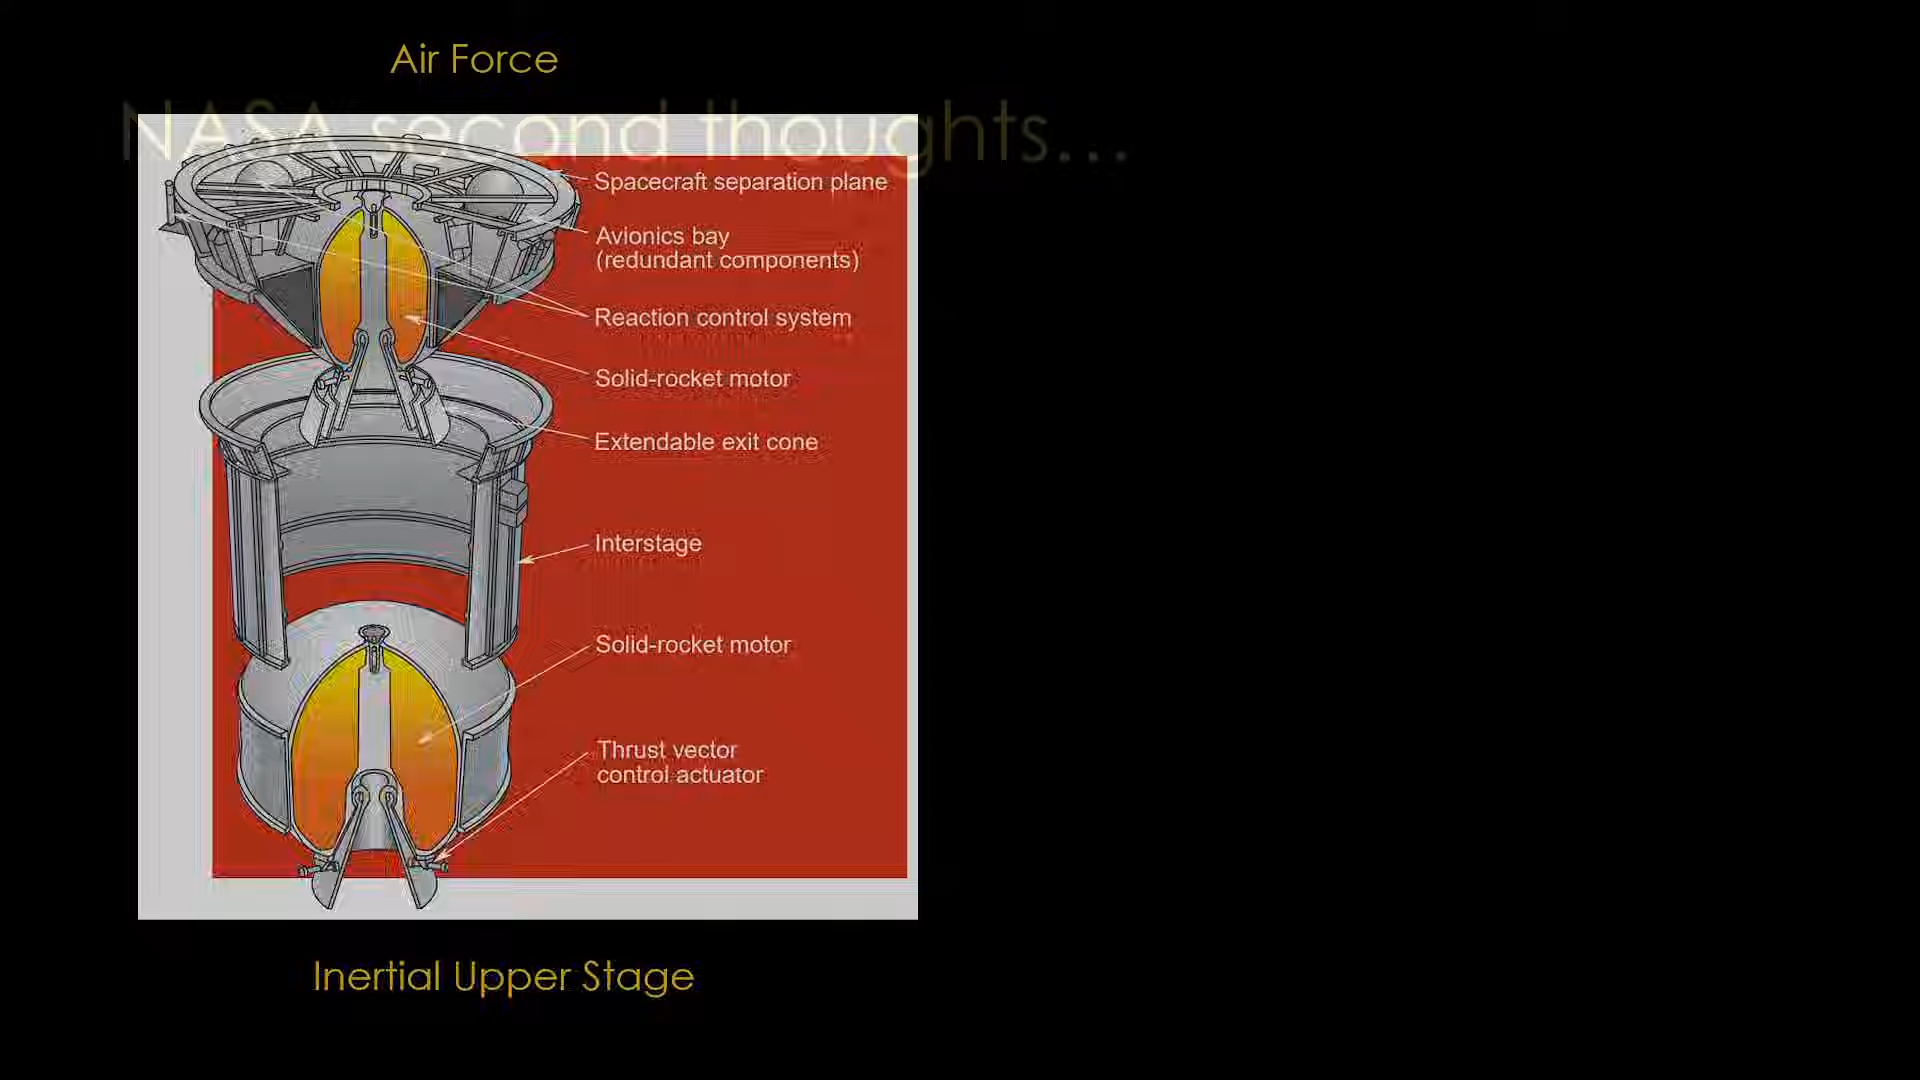 Air Force
NASA second thoughts...
Spacecraft separation plane
Avionics bay
(redundant components)
Reaction control system
Solid-rocket motor
Extendable exit cone
Interstage
Solid-rocket motor
Thrust vector
control actuator
Inertial Upper Stage